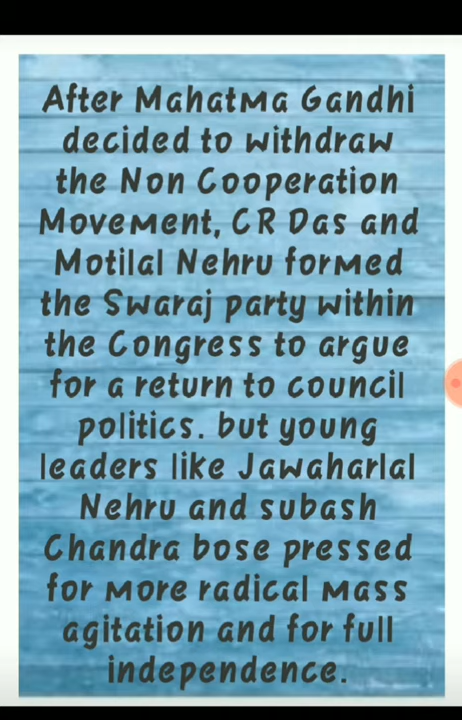 After Mahatma Gandhi
decided to withdraw
the Non Cooperation
Movement, CR Das and
Motilal Nehru formed
the Swaraj party within
the Congress to argue
for a return to council
politics. but young
leaders like Jawaharlal
Nehru and subash
Chandra bose pressed
for more radical mass
agitation and for full
independence.